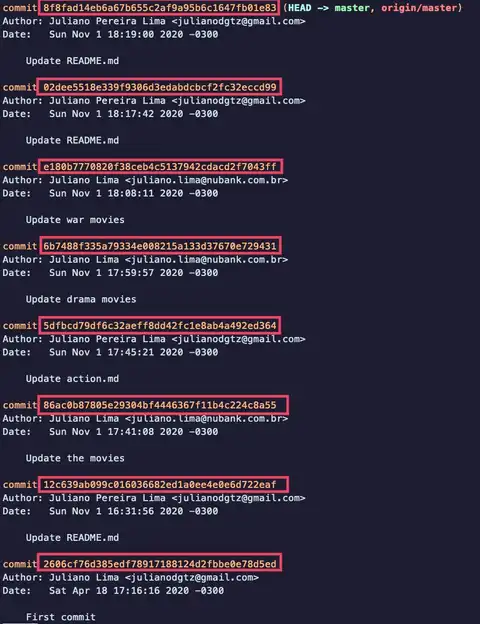 commit 8f8fad14eb6a67b655c2af9a95b6c1647fb01e83 (HEAD -> master, origin/master)
Author: Juliano Pereira Lima <julianodgtz@gmail.com>
Date:   Sun Nov 1 18:19:00 2020 -0300
Update README.md
commit 02dee5518e339f9306d3edabdcbcf2fc32eccd99
Author: Juliano Pereira Lima <julianodgtz@gmail.com>
Date:   Sun Nov 1 18:17:42 2020 -0300
Update README.md
commit e180b7770820f38ceb4c5137942cdacd2f7043ff
Author: Juliano Lima <juliano.lima@nubank.com.br>
Date:   Sun Nov 1 18:08:11 2020 -0300
Update war movies
commit 6b7488f335a79334e008215a133d37670e729431
Author: Juliano Lima <juliano.lima@nubank.com.br>
Date:   Sun Nov 1 17:59:57 2020 -0300
Update drama movies
commit 5dfbcd79df6c32aeff8dd42fc1e8ab4a492ed364
Author: Juliano Pereira Lima <julianodgtz@gmail.com>
Date:   Sun Nov 1 17:45:21 2020 -0300
Update action.md
commit 86ac0b87805e29304bf4446367f11b4c224c8a55
Author: Juliano Lima <juliano.lima@nubank.com.br>
Date:   Sun Nov 1 17:41:08 2020 -0300
Update the movies
commit 12c639ab099c016036682ed1a0ee4e0e6d722eaf
Author: Juliano Pereira Lima <julianodgtz@gmail.com>
Date:   Sun Nov 1 16:31:56 2020 -0300
Update README.md
commit 2606cf76d385edf78917188124d2fbbe0e78d5ed
Author: Juliano Lima <julianodgtz@gmail.com>
Date:   Sat Apr 18 17:16:16 2020 -0300
First commit